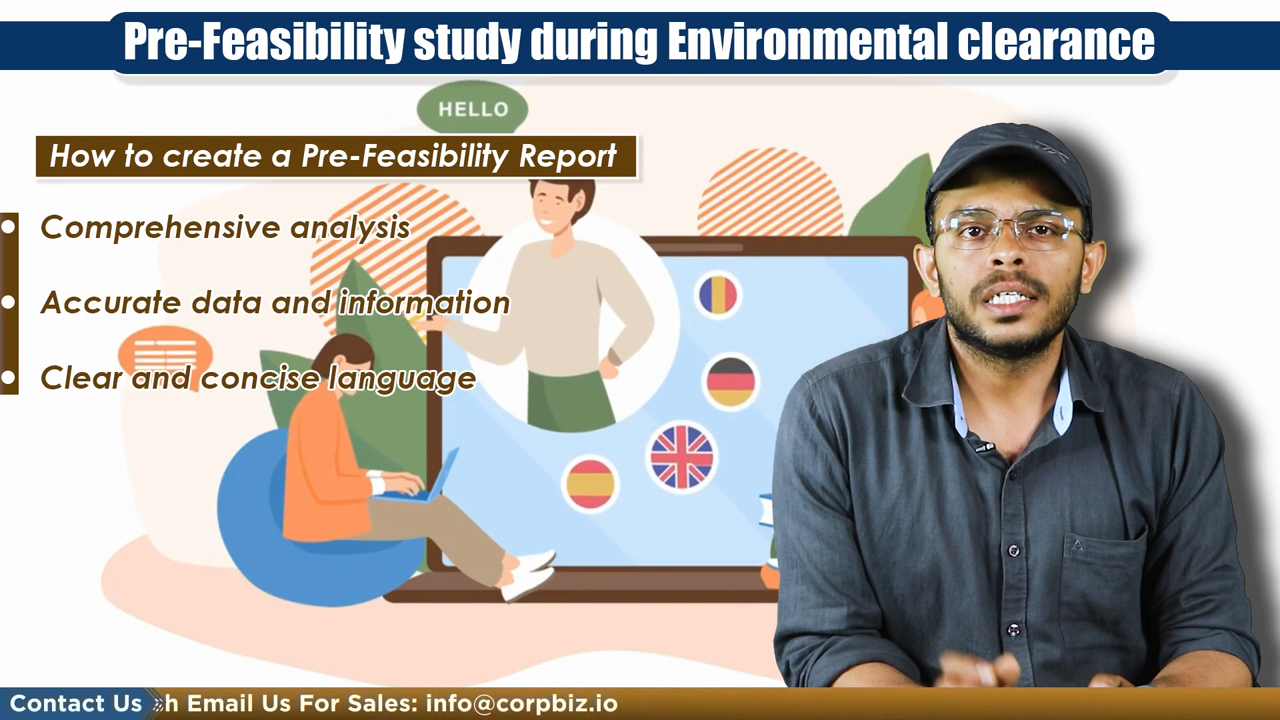 Pre-Feasibility study during Environmental clearance
HELLO
How to create a Pre-Feasibility Report
• Comprehensive analysis
• Accurate data and information
• Clear and concise language
Contact Us h Email Us For Sales: info@corpbiz.io